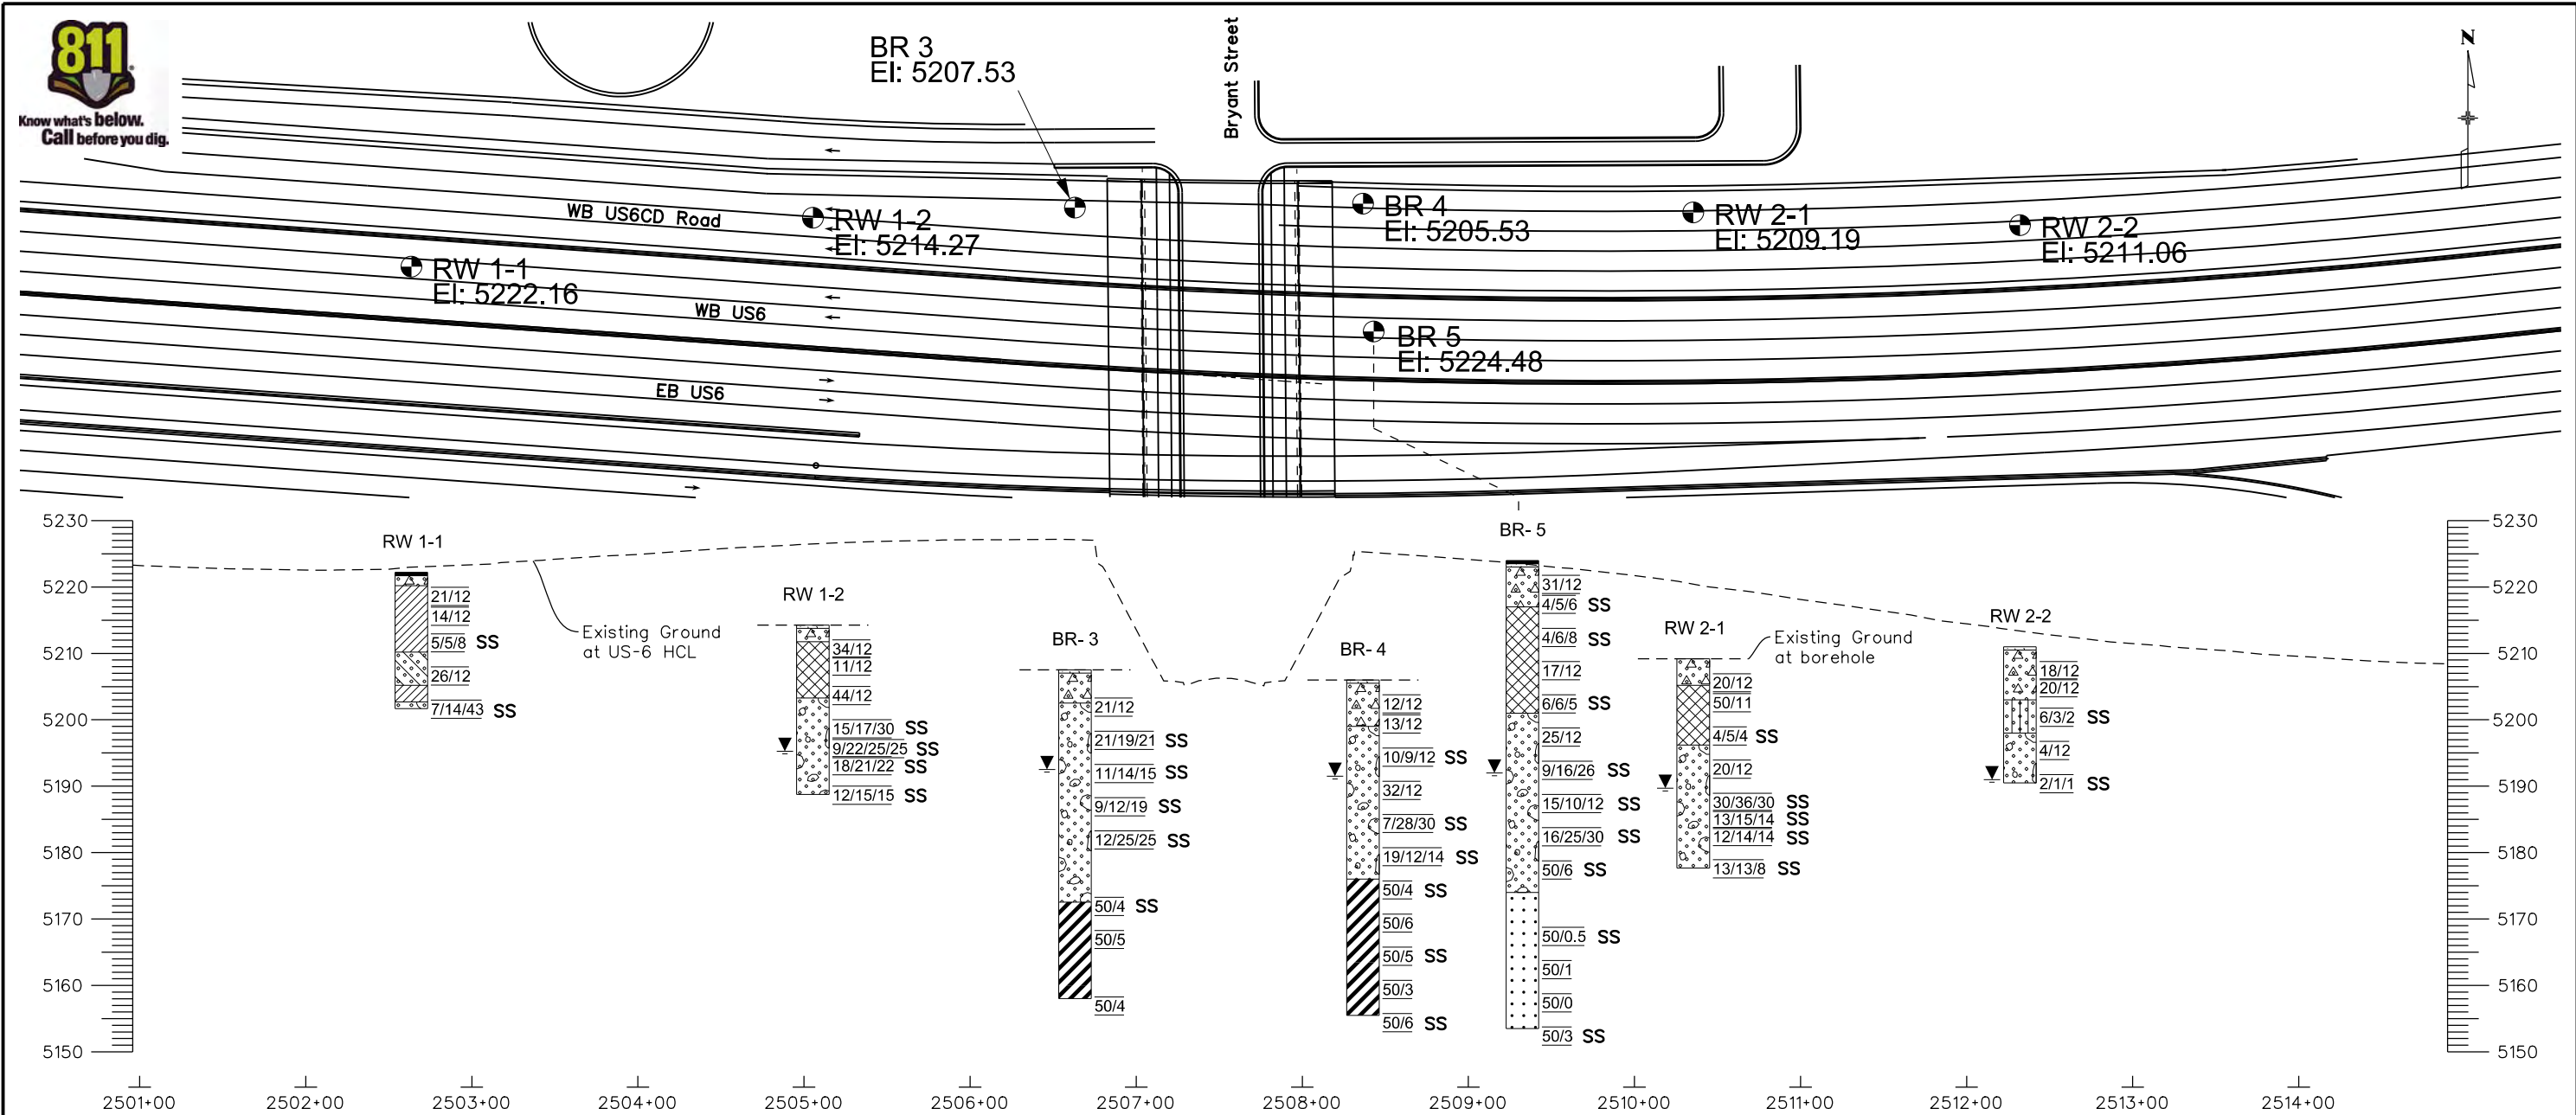 811
Know what's below.
Call before you dig.
BR 3
El: 5207.53
Bryant Street
N
WB US6CD Road
RW 1-2
El: 5214.27
BR 4
El: 5205.53
RW 2-1
El: 5209.19
RW 2-2
El: 5211.06
RW 1-1
El: 5222.16
WB US6
BR 5
El: 5224.48
EB US6
5230
5220
5210
5200
5190
5180
5170
5160
5150
RW 1-1
21/12
14/12
5/5/8 SS
26/12
7/14/43 SS
Existing Ground
at US-6 HCL
RW 1-2
34/12
11/12
44/12
15/17/30 SS
9/22/25/25 SS
18/21/22 SS
12/15/15 SS
BR- 3
21/12
21/19/21 SS
11/14/15 SS
9/12/19 SS
12/25/25 SS
50/4 SS
50/5
50/4
BR- 4
12/12
13/12
10/9/12 SS
32/12
7/28/30 SS
19/12/14 SS
50/4 SS
50/6
50/5 SS
50/3
50/6 SS
BR- 5
31/12
4/5/6 SS
4/6/8 SS
17/12
6/6/5 SS
25/12
9/16/26 SS
15/10/12 SS
16/25/30 SS
50/6 SS
50/0.5 SS
50/1
50/0
50/3 SS
RW 2-1
20/12
50/11
4/5/4 SS
20/12
30/36/30 SS
13/15/14 SS
12/14/14 SS
13/13/8 SS
Existing Ground
at borehole
RW 2-2
18/12
20/12
6/3/2 SS
4/12
2/1/1 SS
5230
5220
5210
5200
5190
5180
5170
5160
5150
2501+00
2502+00
2503+00
2504+00
2505+00
2506+00
2507+00
2508+00
2509+00
2510+00
2511+00
2512+00
2513+00
2514+00